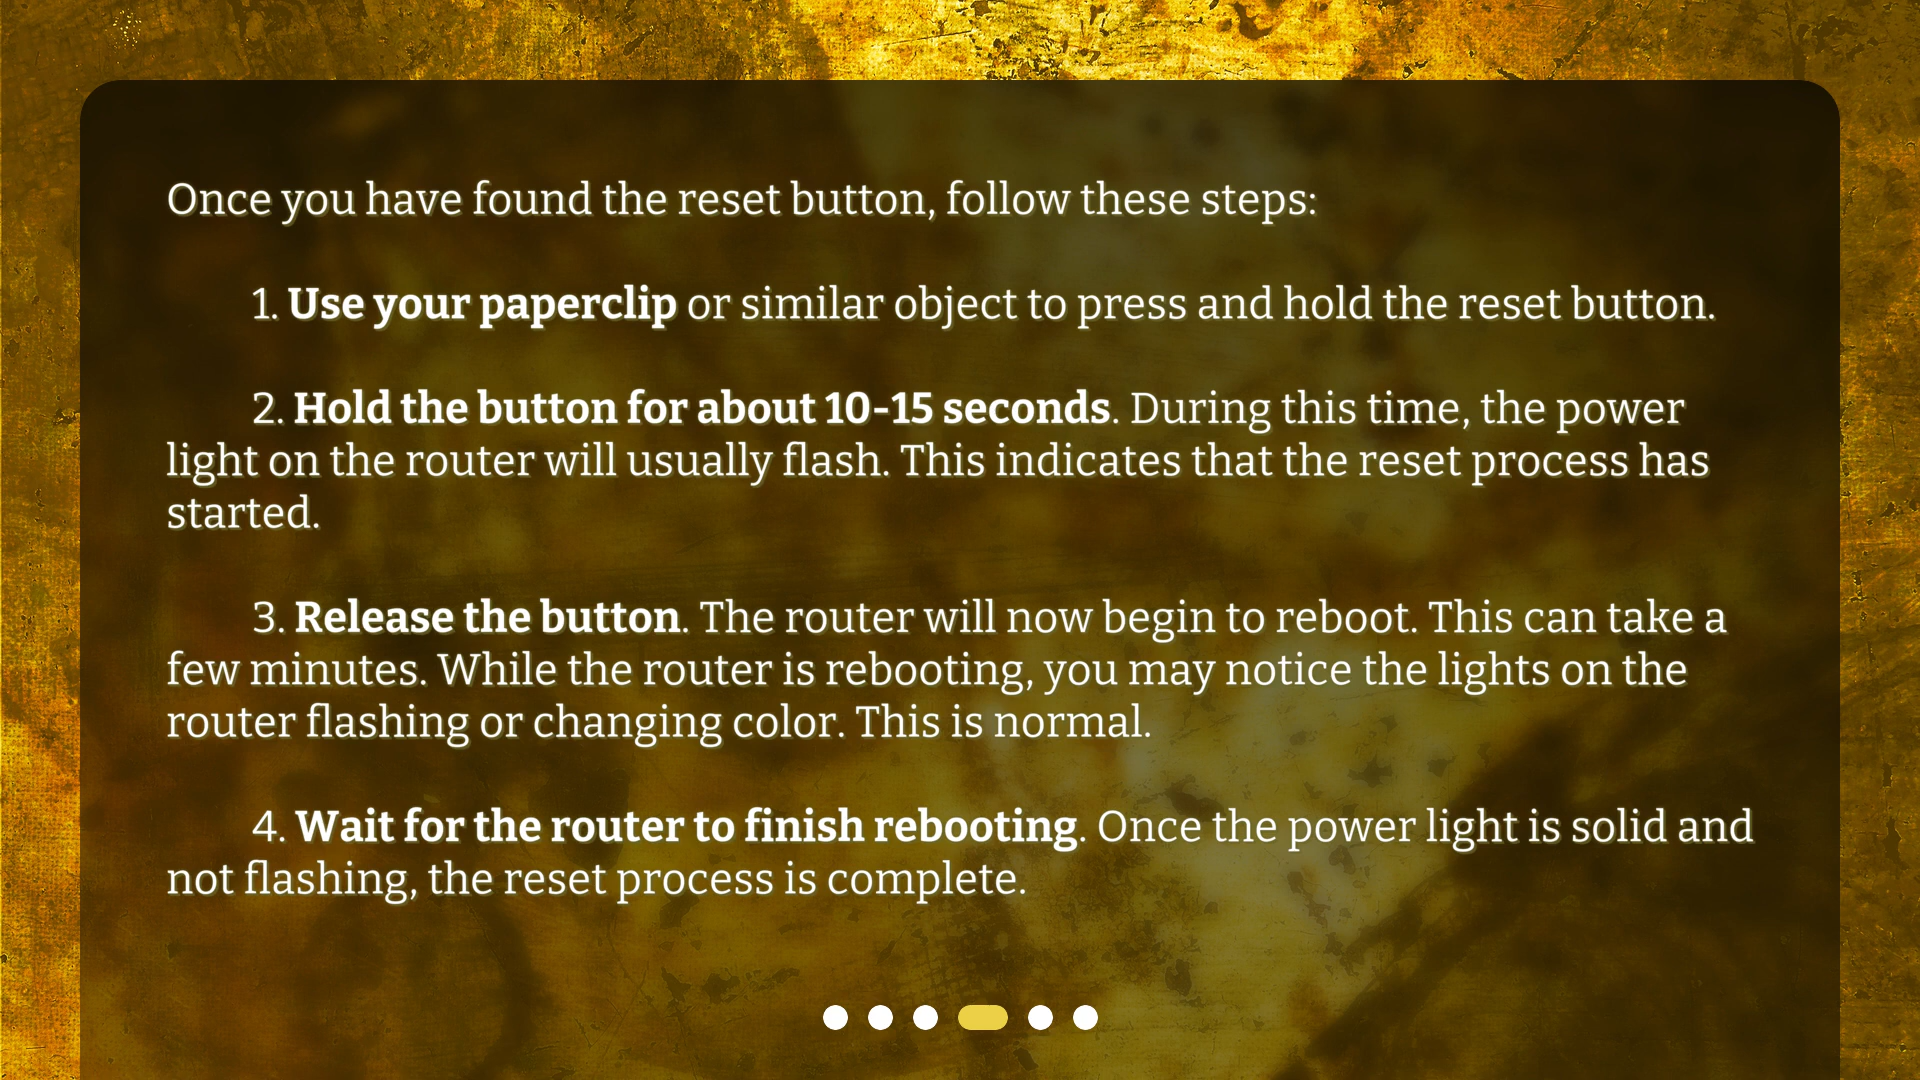 Once you have found the reset button, follow these steps:
1. Use your paperclip or similar object to press and hold the reset button.
2. Hold the button for about 10-15 seconds. During this time, the power
light on the router will usually flash. This indicates that the reset process has
started.
3. Release the button. The router will now begin to reboot. This can take a
few minutes. While the router is rebooting, you may notice the lights on the
router flashing or changing color. This is normal.
4. Wait for the router to finish rebooting. Once the power light is solid and
not flashing, the reset process is complete.